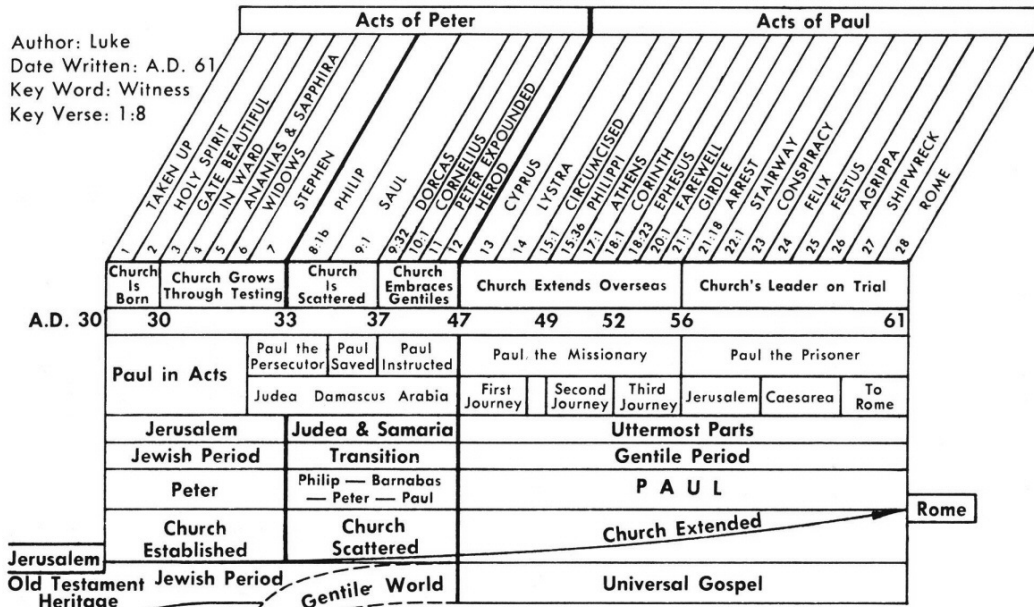 Acts of Peter
Acts of Paul
Author: Luke
Date Written: A.D. 61
Key Word: Witness
Key Verse: 1:8
TAKEN UP
HOLY SPIRIT
GATE BEAUTIFUL
IN WARD
ANANIAS & SAPPHIRA
WIDOWS
STEPHEN
PHILIP
SAUL
DORCAS
CORNELIUS
PETER EXPOUNDED
HEROD
CYPRUS
LYSTRA
CIRCUMCISED
PHILIPPI
ATHENS
CORINTH
EPHESUS
FAREWELL
GIRDLE
ARREST
STAIRWAY
CONSPIRACY
FELIX
FESTUS
AGRIPPA
SHIPWRECK
ROME
1 2 3 4 5 6 7 8:1b 9:1 9:32 10:1 11 12 13 14 15:1 15:36 17:1 18:1 18:23 20:1 21:1 21:18 22:1 23 24 25 26 27 28
Church
Is
Born
Church Grows
Through Testing
Church
Is
Scattered
Church
Embraces
Gentiles
Church Extends Overseas
Church's Leader on Trial
A.D. 30 30 33 37 47 49 52 56 61
Paul in Acts
Paul the
Persecutor
Paul
Saved
Paul
Instructed
Paul the Missionary
Paul the Prisoner
Judea Damascus Arabia
First
Journey
Second
Journey
Third
Journey
Jerusalem
Caesarea
To
Rome
Jerusalem
Judea & Samaria
Uttermost Parts
Jewish Period
Transition
Gentile Period
Peter
Philip — Barnabas
— Peter — Paul
PAUL
Rome
Church
Established
Church
Scattered
Church Extended
Jerusalem
Old Testament
Heritage
Jewish Period
Gentile World
Universal Gospel